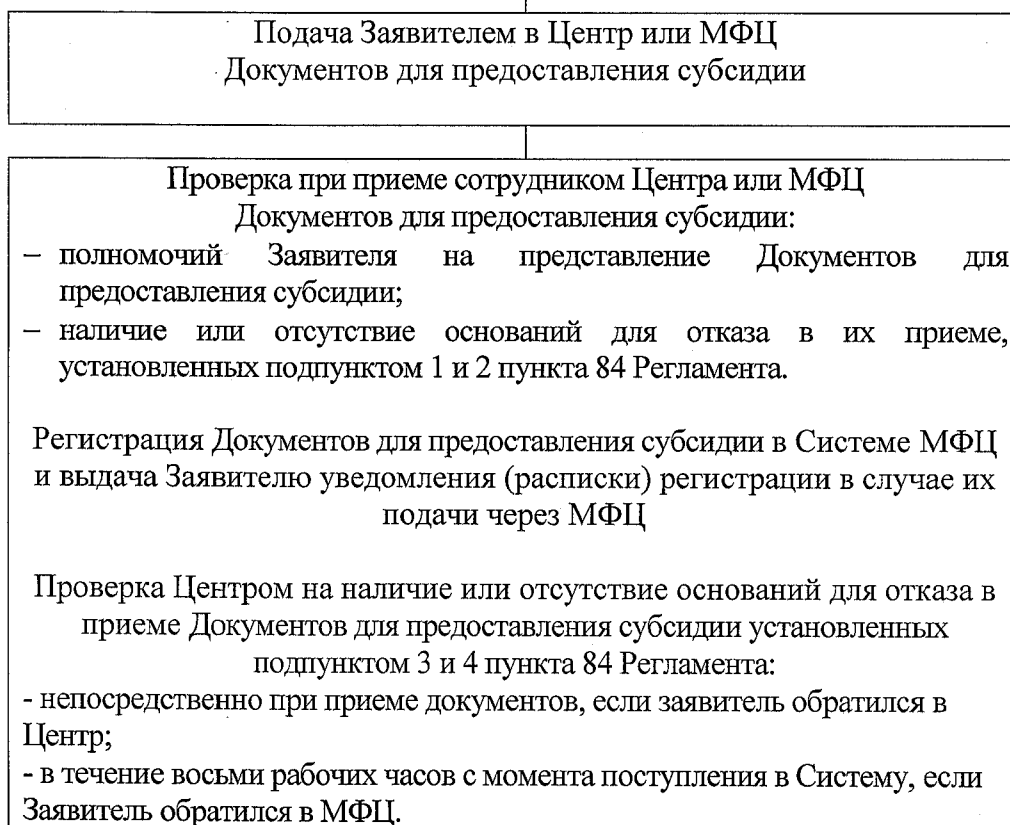 Подача Заявителем в Центр или МФЦ
Документов для предоставления субсидии
Проверка при приеме сотрудником Центра или МФЦ
Документов для предоставления субсидии:
– полномочий Заявителя на представление Документов для
предоставления субсидии;
– наличие или отсутствие оснований для отказа в их приеме,
установленных подпунктом 1 и 2 пункта 84 Регламента.
Регистрация Документов для предоставления субсидии в Системе МФЦ
и выдача Заявителю уведомления (расписки) регистрации в случае их
подачи через МФЦ
Проверка Центром на наличие или отсутствие оснований для отказа в
приеме Документов для предоставления субсидии установленных
подпунктом 3 и 4 пункта 84 Регламента:
- непосредственно при приеме документов, если заявитель обратился в
Центр;
- в течение восьми рабочих часов с момента поступления в Систему, если
Заявитель обратился в МФЦ.